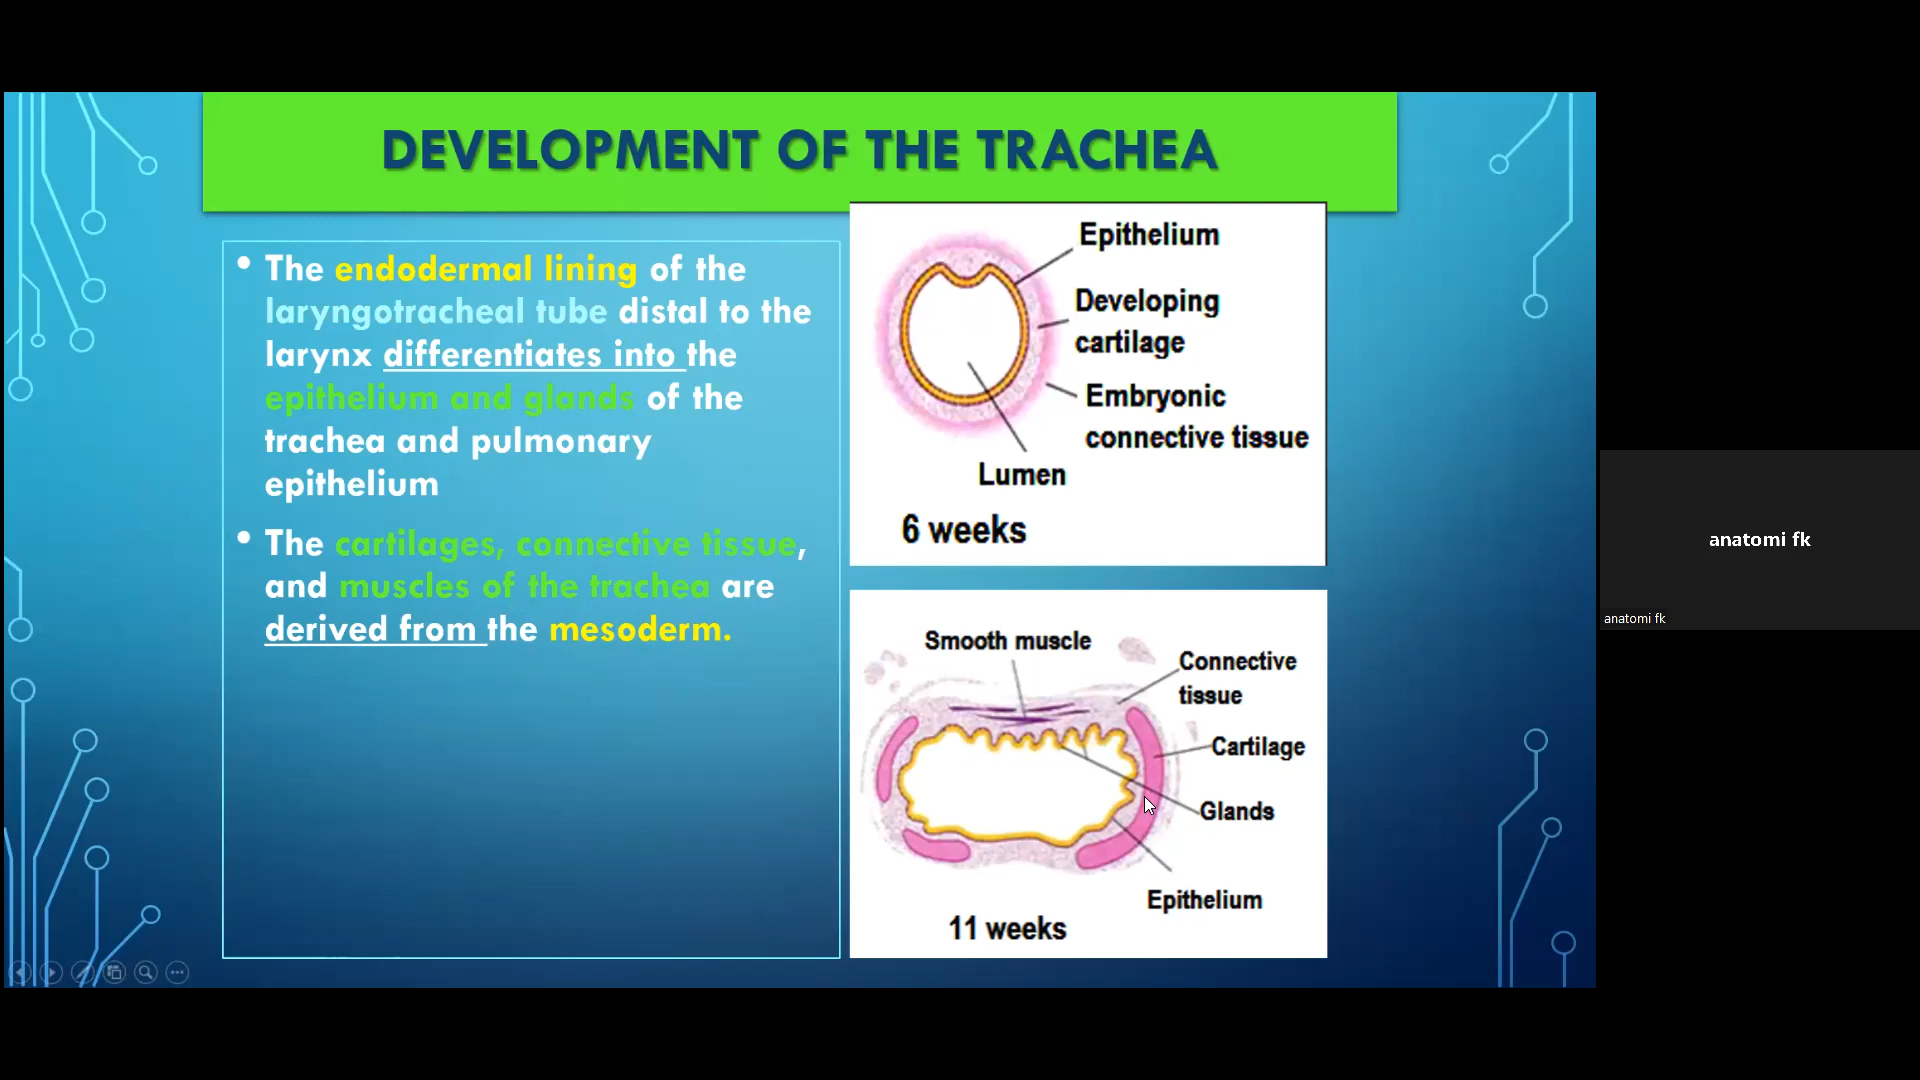 DEVELOPMENT OF THE TRACHEA
• The endodermal lining of the
laryngotracheal tube distal to the
larynx differentiates into the
epithelium and glands of the
trachea and pulmonary
epithelium
• The cartilages, connective tissue,
and muscles of the trachea are
derived from the mesoderm.
Epithelium
Developing
cartilage
Embryonic
connective tissue
Lumen
6 weeks
Smooth muscle
Connective
tissue
Cartilage
Glands
Epithelium
11 weeks
anatomi fk
anatomi fk